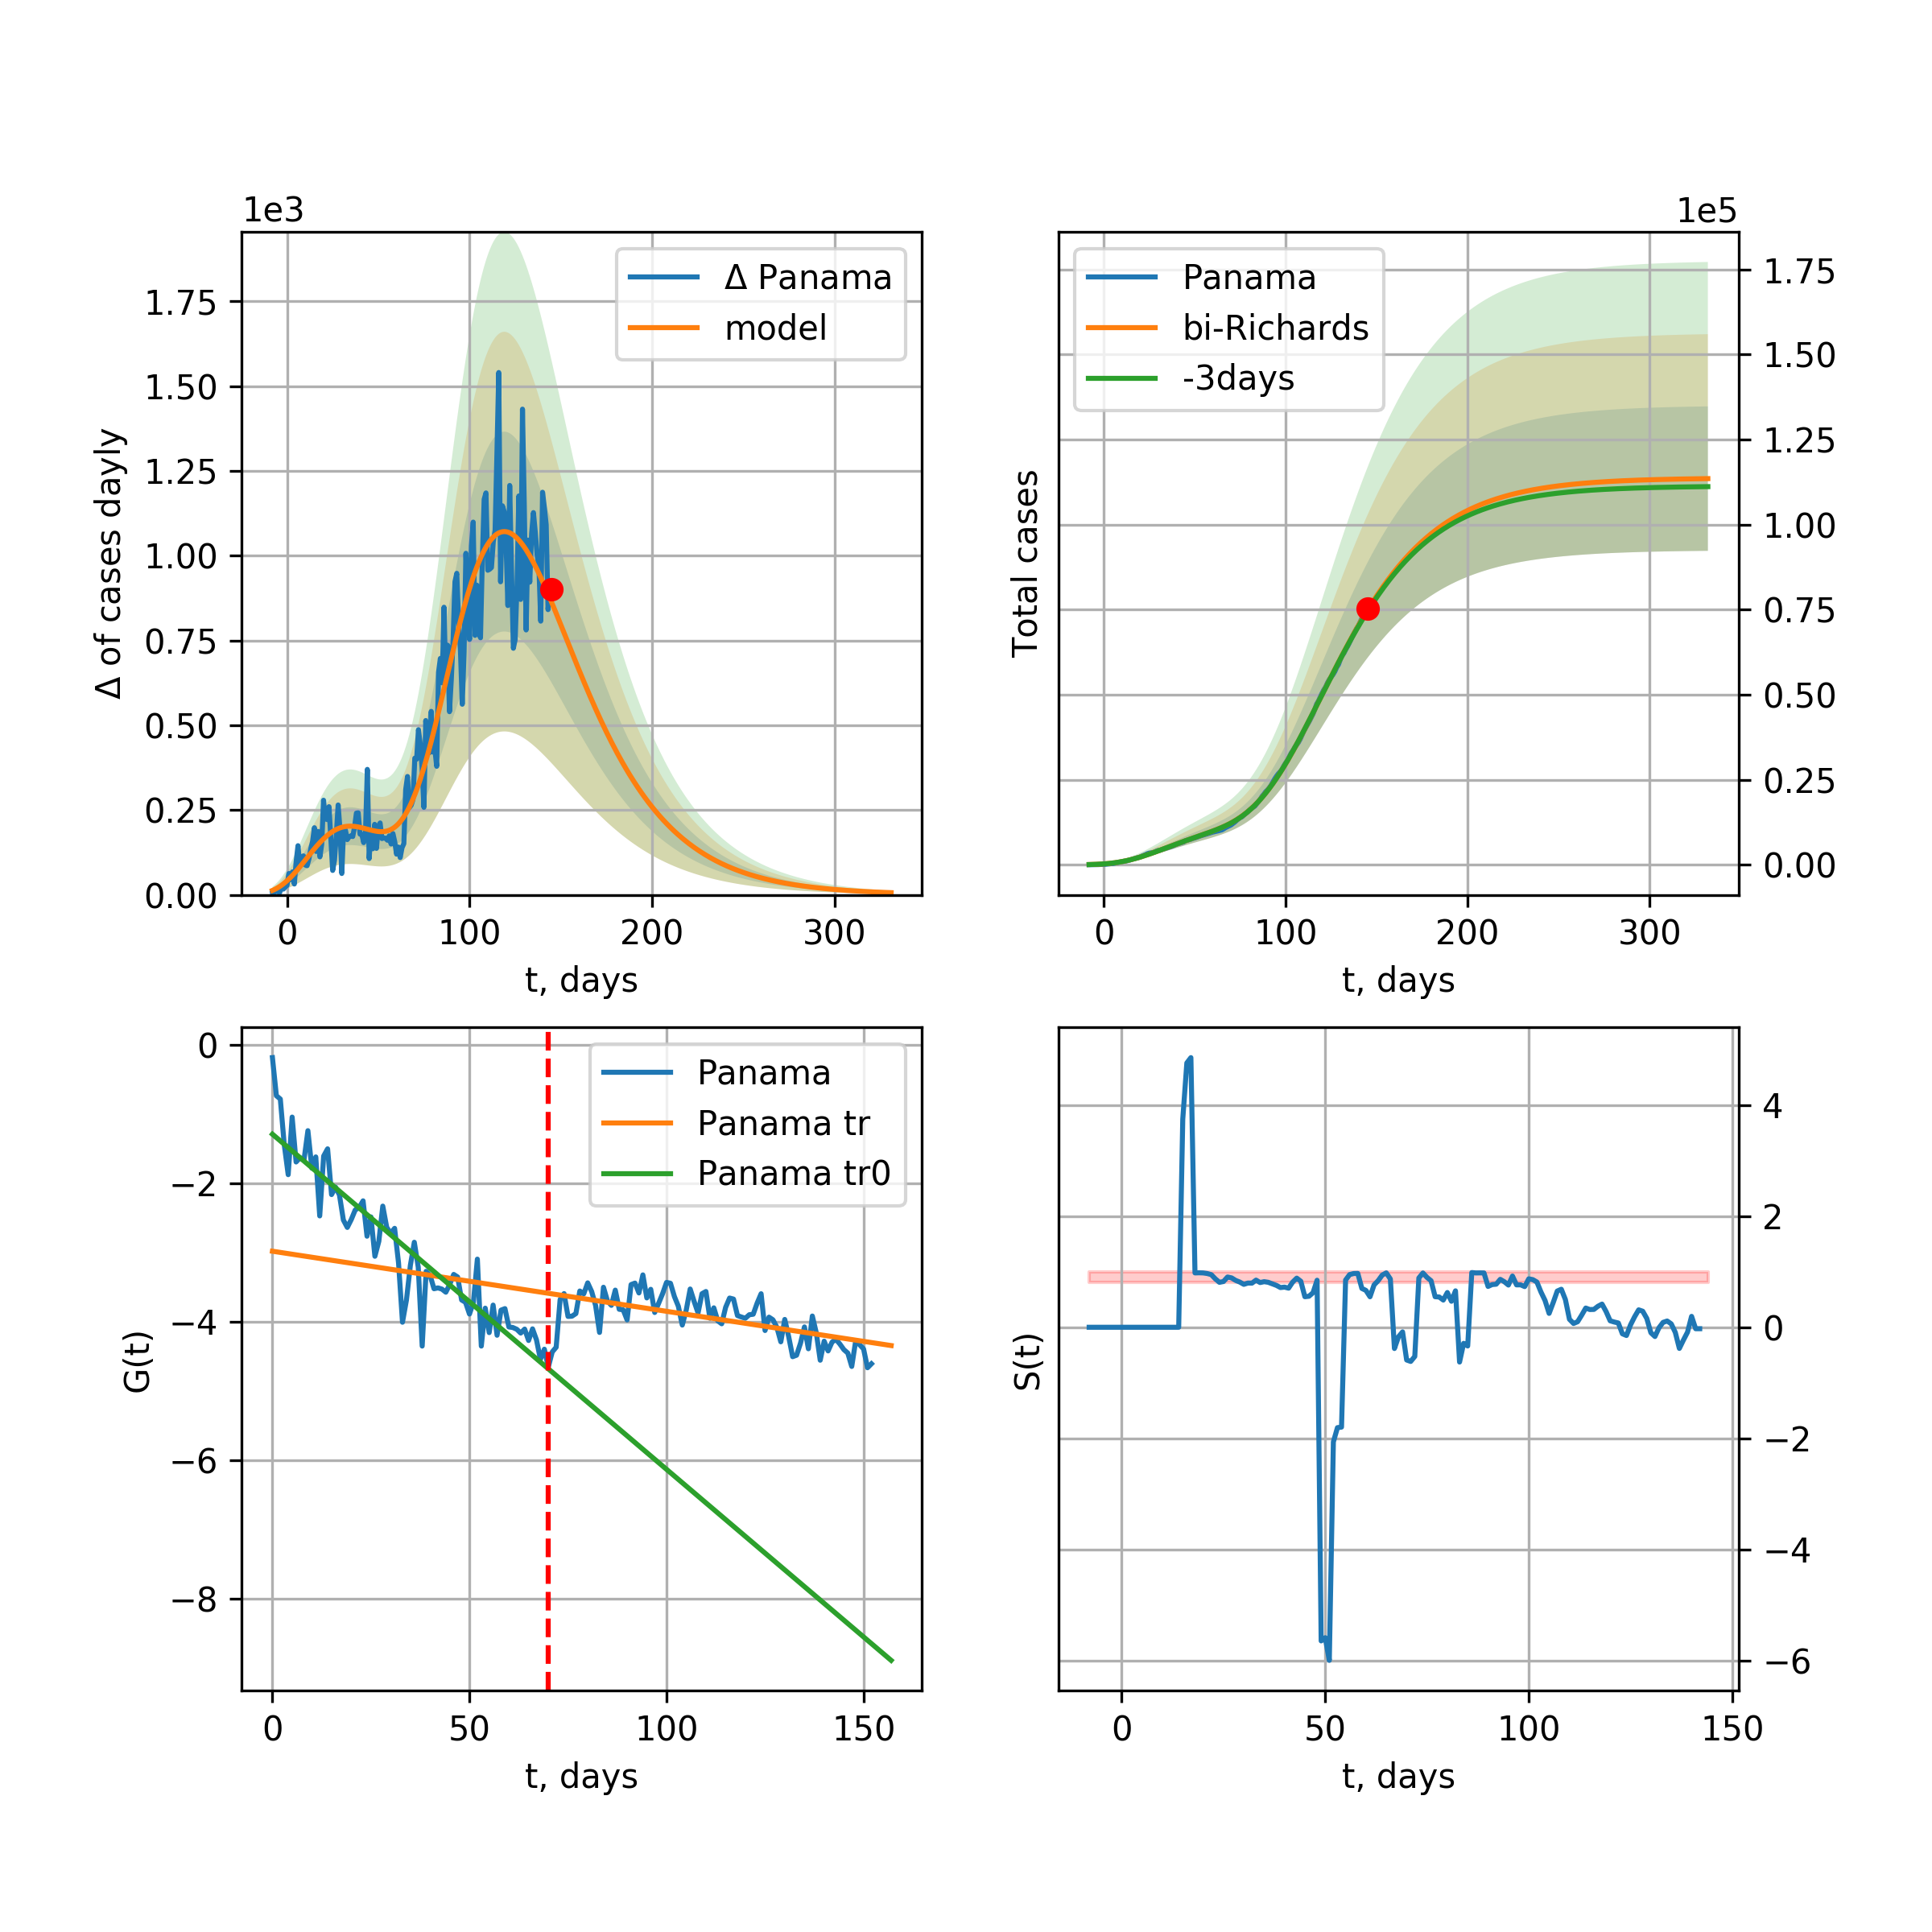 1e3
Δ of cases dayly
1.75
1.50
1.25
1.00
0.75
0.50
0.25
0.00
Δ Panama
model
0 100 200 300
t, days
1e5
Total cases
Panama
bi-Richards
-3days
1.75
1.50
1.25
1.00
0.75
0.50
0.25
0.00
0 100 200 300
t, days
G(t)
0
−2
−4
−6
−8
Panama
Panama tr
Panama tr0
0 50 100 150
t, days
S(t)
4
2
0
−2
−4
−6
0 50 100 150
t, days